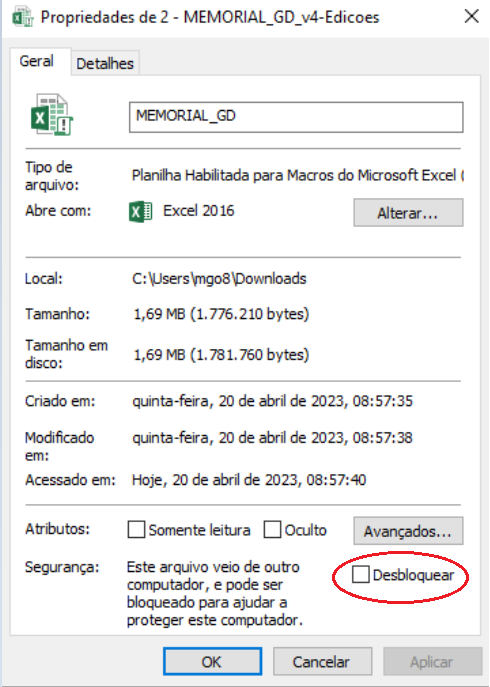 Propriedades de 2 - MEMORIAL_GD_v4-Edicoes
Geral
Detalhes
MEMORIAL_GD
Tipo de
arquivo:
Planilha Habilitada para Macros do Microsoft Excel (
Abre com:
Excel 2016
Alterar...
Local:
C:\Users\mgo8\Downloads
Tamanho:
1,69 MB (1.776.210 bytes)
Tamanho em
disco:
1,69 MB (1.781.760 bytes)
Criado em:
quinta-feira, 20 de abril de 2023, 08:57:35
Modificado
em:
quinta-feira, 20 de abril de 2023, 08:57:38
Acessado em:
Hoje, 20 de abril de 2023, 08:57:40
Atributos:
Somente leitura
Oculto
Avançados...
Segurança:
Este arquivo veio de outro
computador, e pode ser
bloqueado para ajudar a
proteger este computador.
Desbloquear
OK
Cancelar
Aplicar